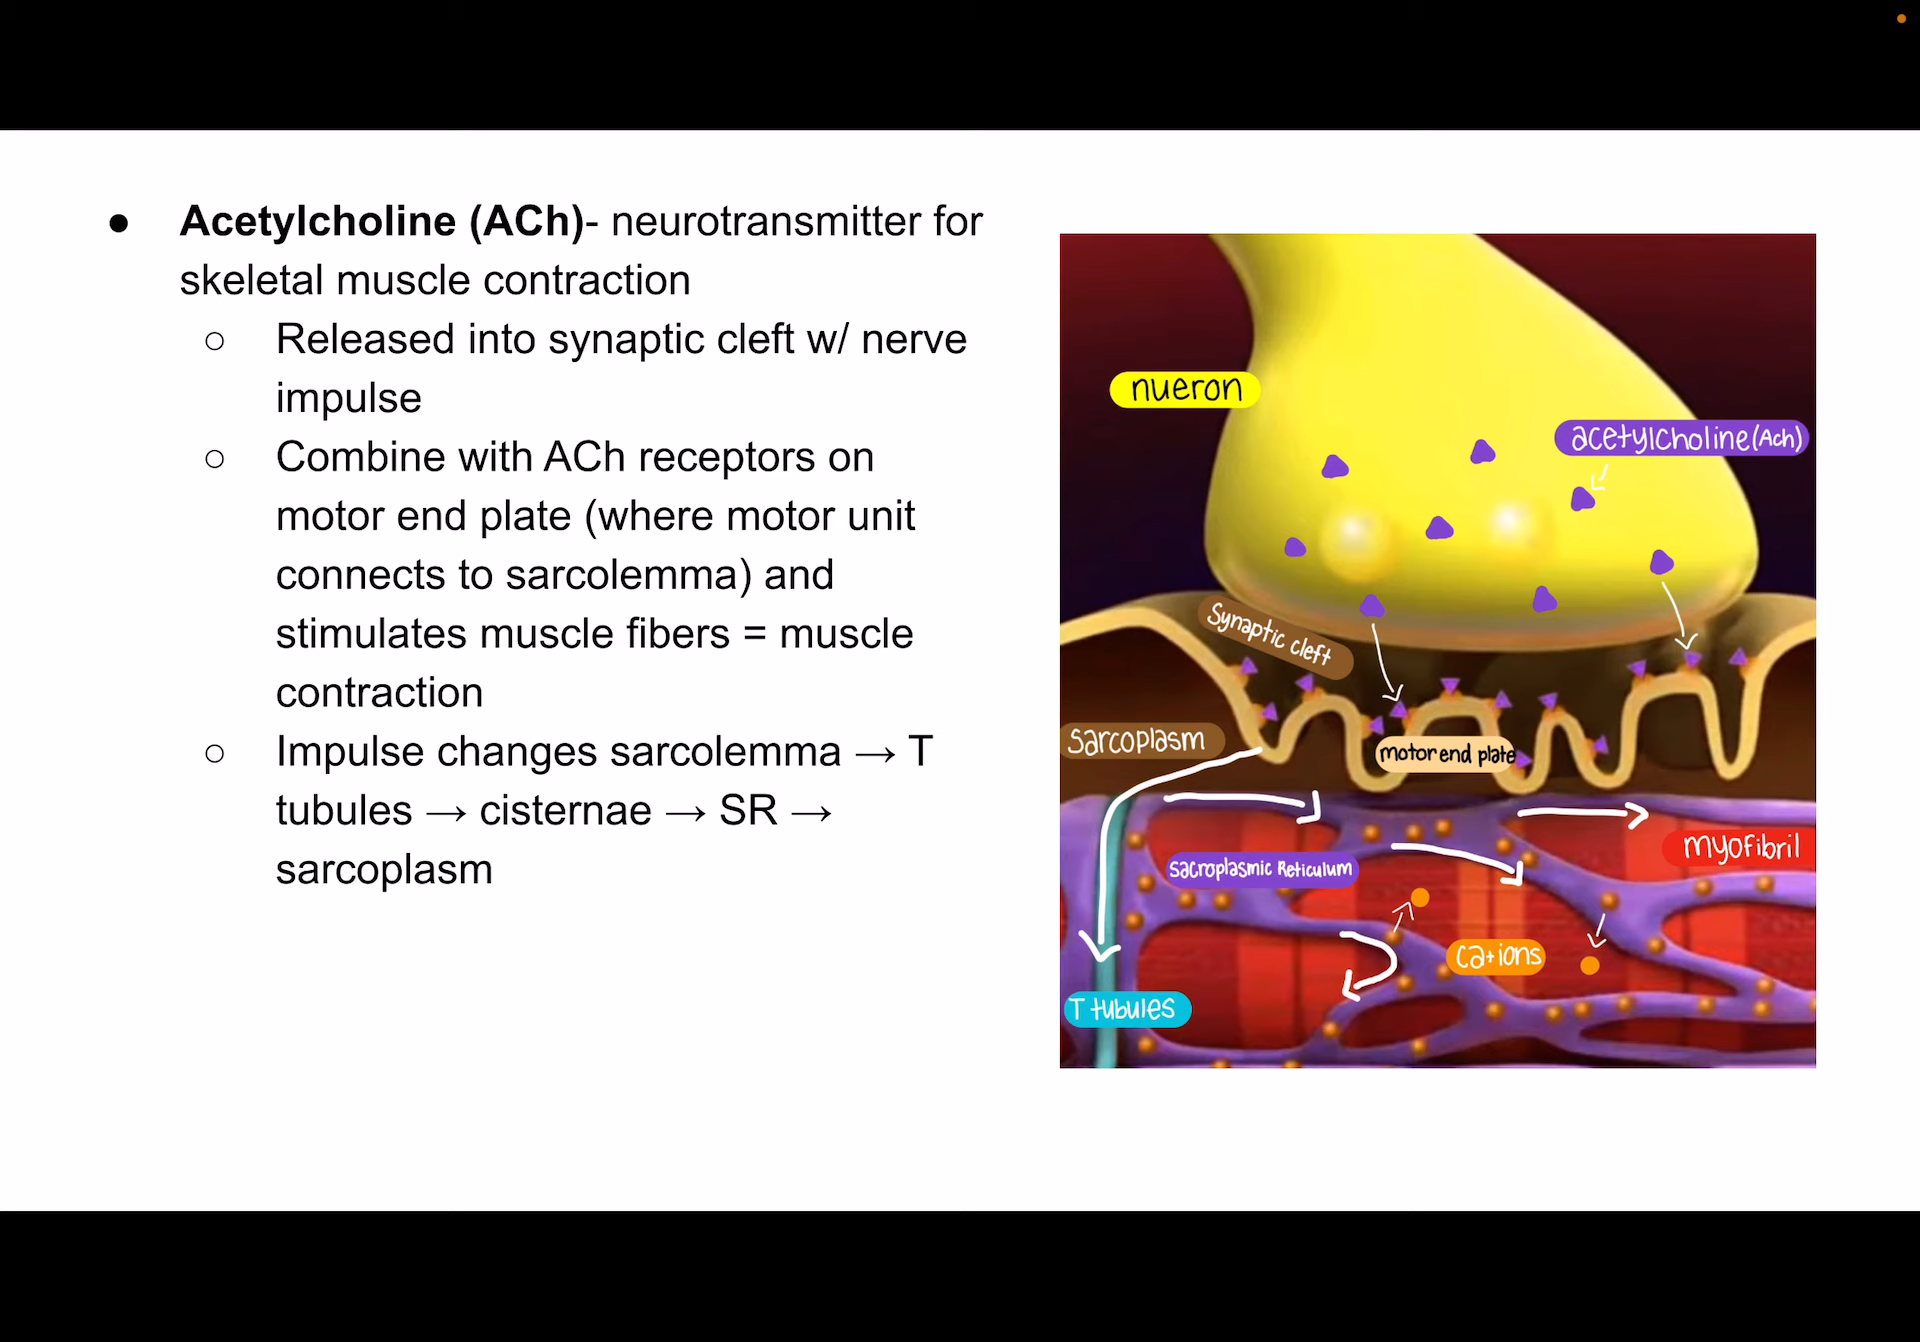 ● Acetylcholine (ACh)- neurotransmitter for
skeletal muscle contraction
○ Released into synaptic cleft w/ nerve
impulse
○ Combine with ACh receptors on
motor end plate (where motor unit
connects to sarcolemma) and
stimulates muscle fibers = muscle
contraction
○ Impulse changes sarcolemma → T
tubules → cisternae → SR →
sarcoplasm
nueron
acetylcholine(Ach)
Synaptic cleft
Sarcoplasm
motor end plate
myofibril
Sacroplasmic Reticulum
Ca+ ions
T tubules